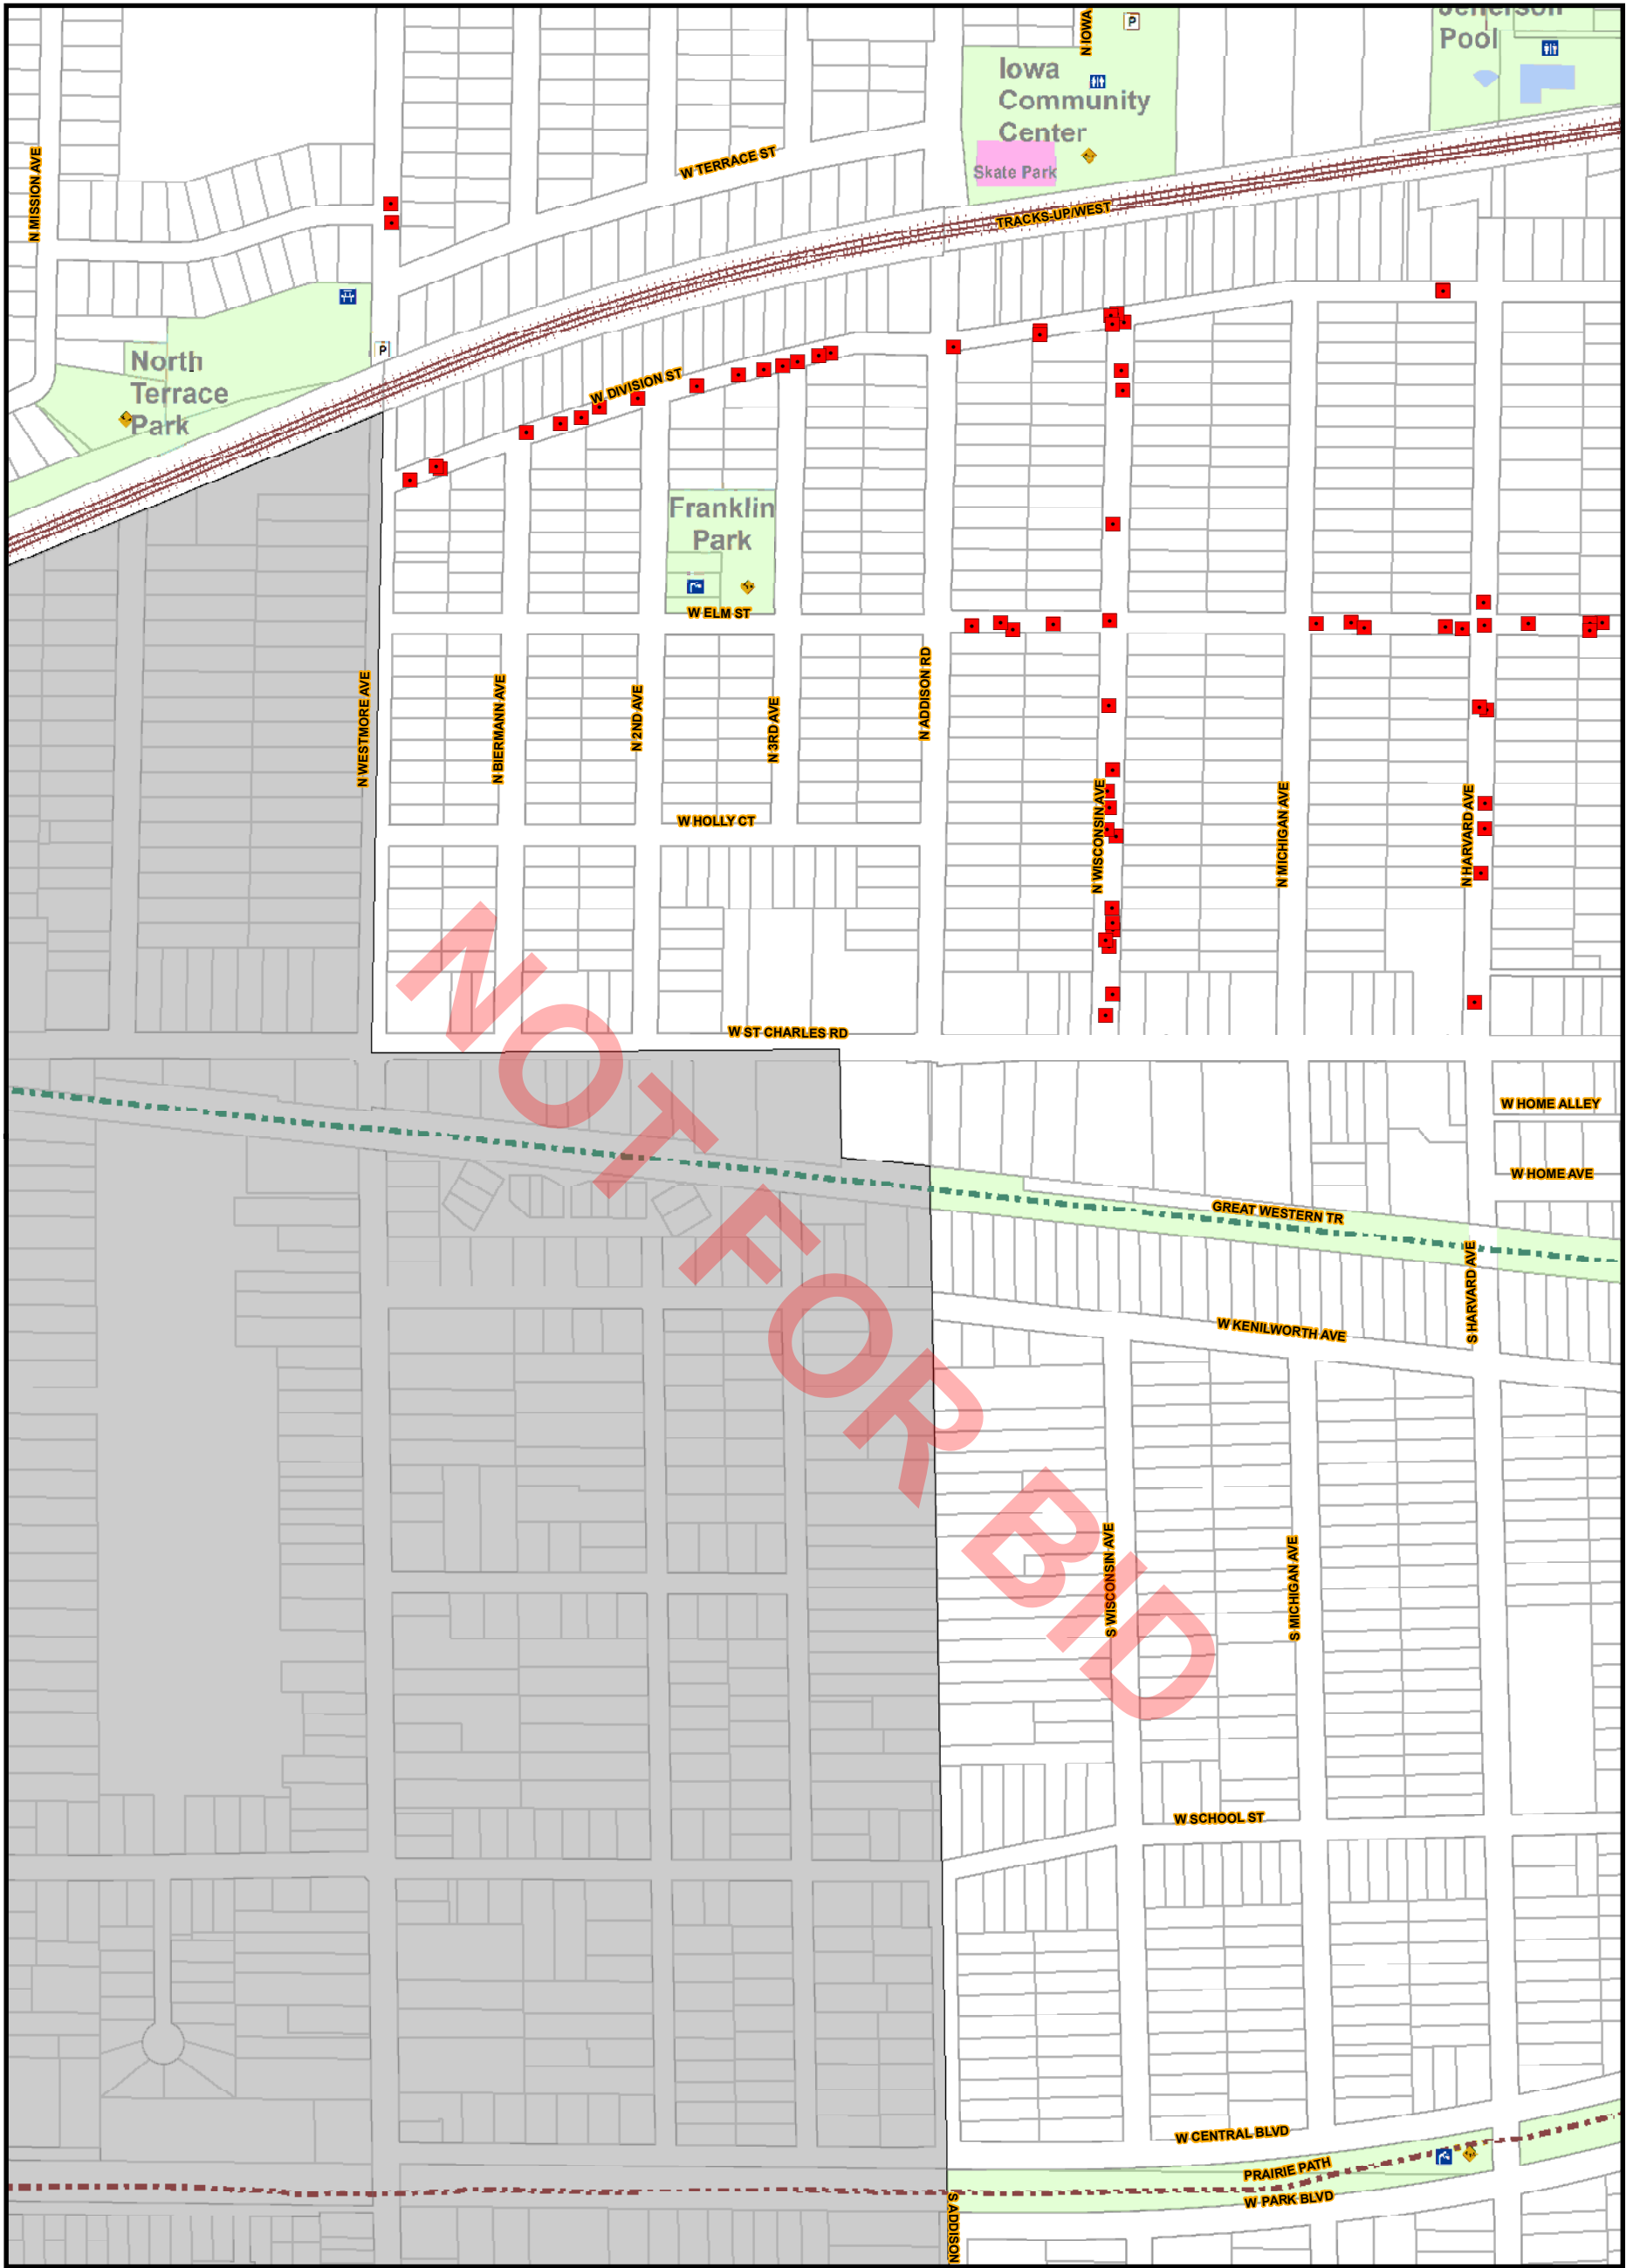 Jefferson
Pool
N IOWA
P
Iowa
Community
Center
Skate Park
W TERRACE ST
N MISSION AVE
TRACKS-UP/WEST
P
North
Terrace
Park
W DIVISION ST
Franklin
Park
W ELM ST
N WESTMORE AVE
N BIERMANN AVE
N 2ND AVE
N 3RD AVE
N ADDISON RD
N WISCONSIN AVE
N MICHIGAN AVE
N HARVARD AVE
W HOLLY CT
W ST CHARLES RD
W HOME ALLEY
W HOME AVE
GREAT WESTERN TR
S HARVARD AVE
W KENILWORTH AVE
NOT FOR BID
S WISCONSIN AVE
S MICHIGAN AVE
W SCHOOL ST
W CENTRAL BLVD
PRAIRIE PATH
W PARK BLVD
S ADDISON